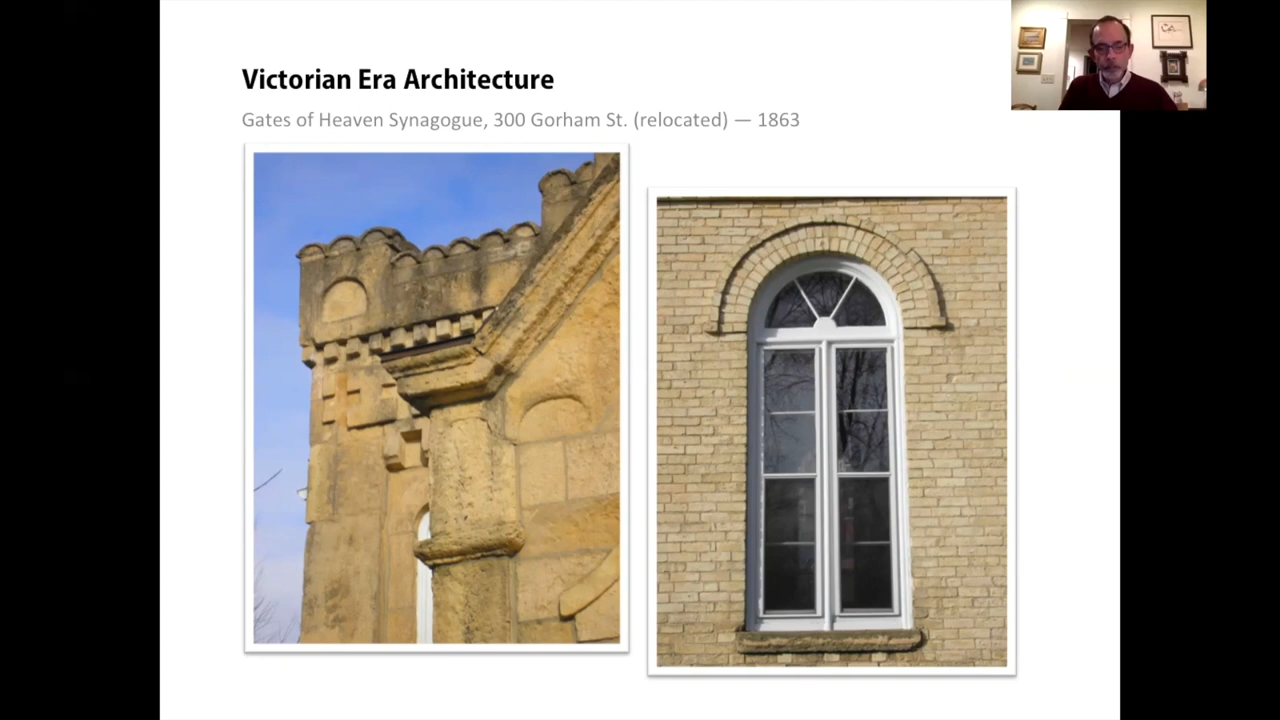 Victorian Era Architecture
Gates of Heaven Synagogue, 300 Gorham St. (relocated) — 1863